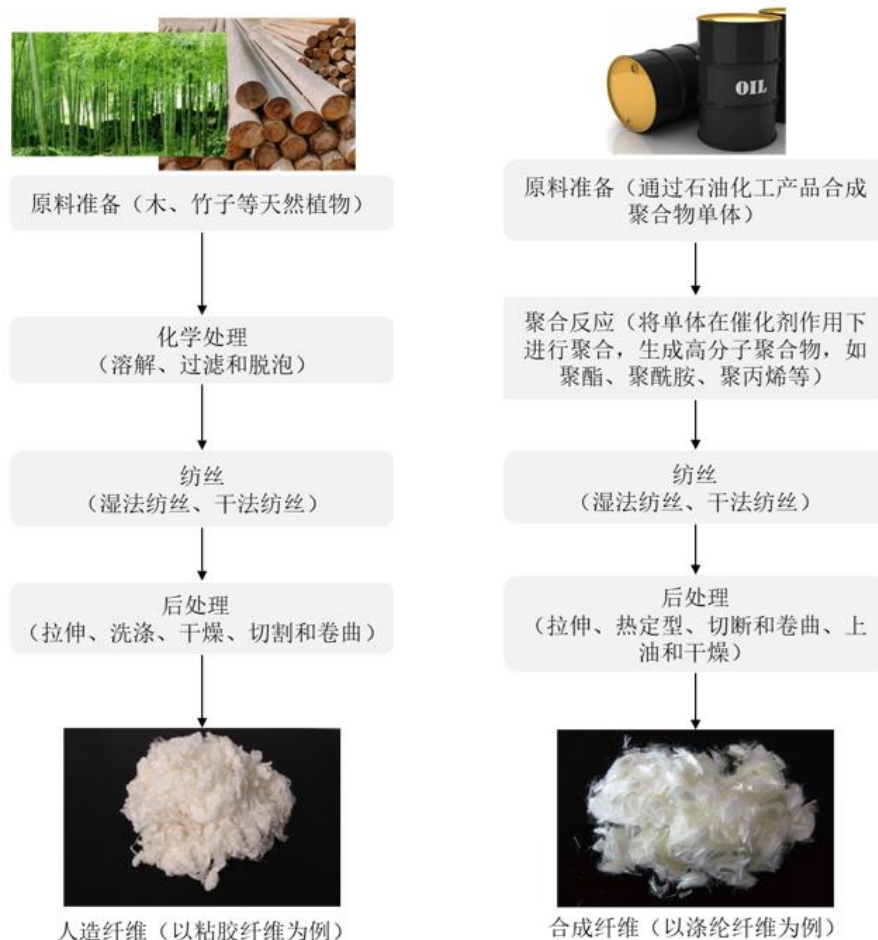 原料准备（木、竹子等天然植物）
化学处理
（溶解、过滤和脱泡）
纺丝
（湿法纺丝、干法纺丝）
后处理
（拉伸、洗涤、干燥、切割和卷曲）
人造纤维（以粘胶纤维为例）
OIL
原料准备（通过石油化工产品合成
聚合物单体）
聚合反应（将单体在催化剂作用下
进行聚合，生成高分子聚合物，如
聚酯、聚酰胺、聚丙烯等）
纺丝
（湿法纺丝、干法纺丝）
后处理
（拉伸、热定型、切断和卷曲、上
油和干燥）
合成纤维（以涤纶纤维为例）